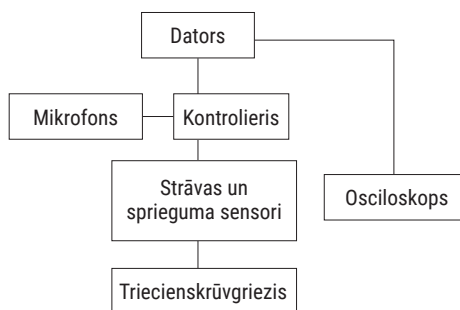 Dators
Mikrofons
Kontrolieris
Strāvas un
sprieguma sensori
Osciloskops
Triecienskrūvgriezis